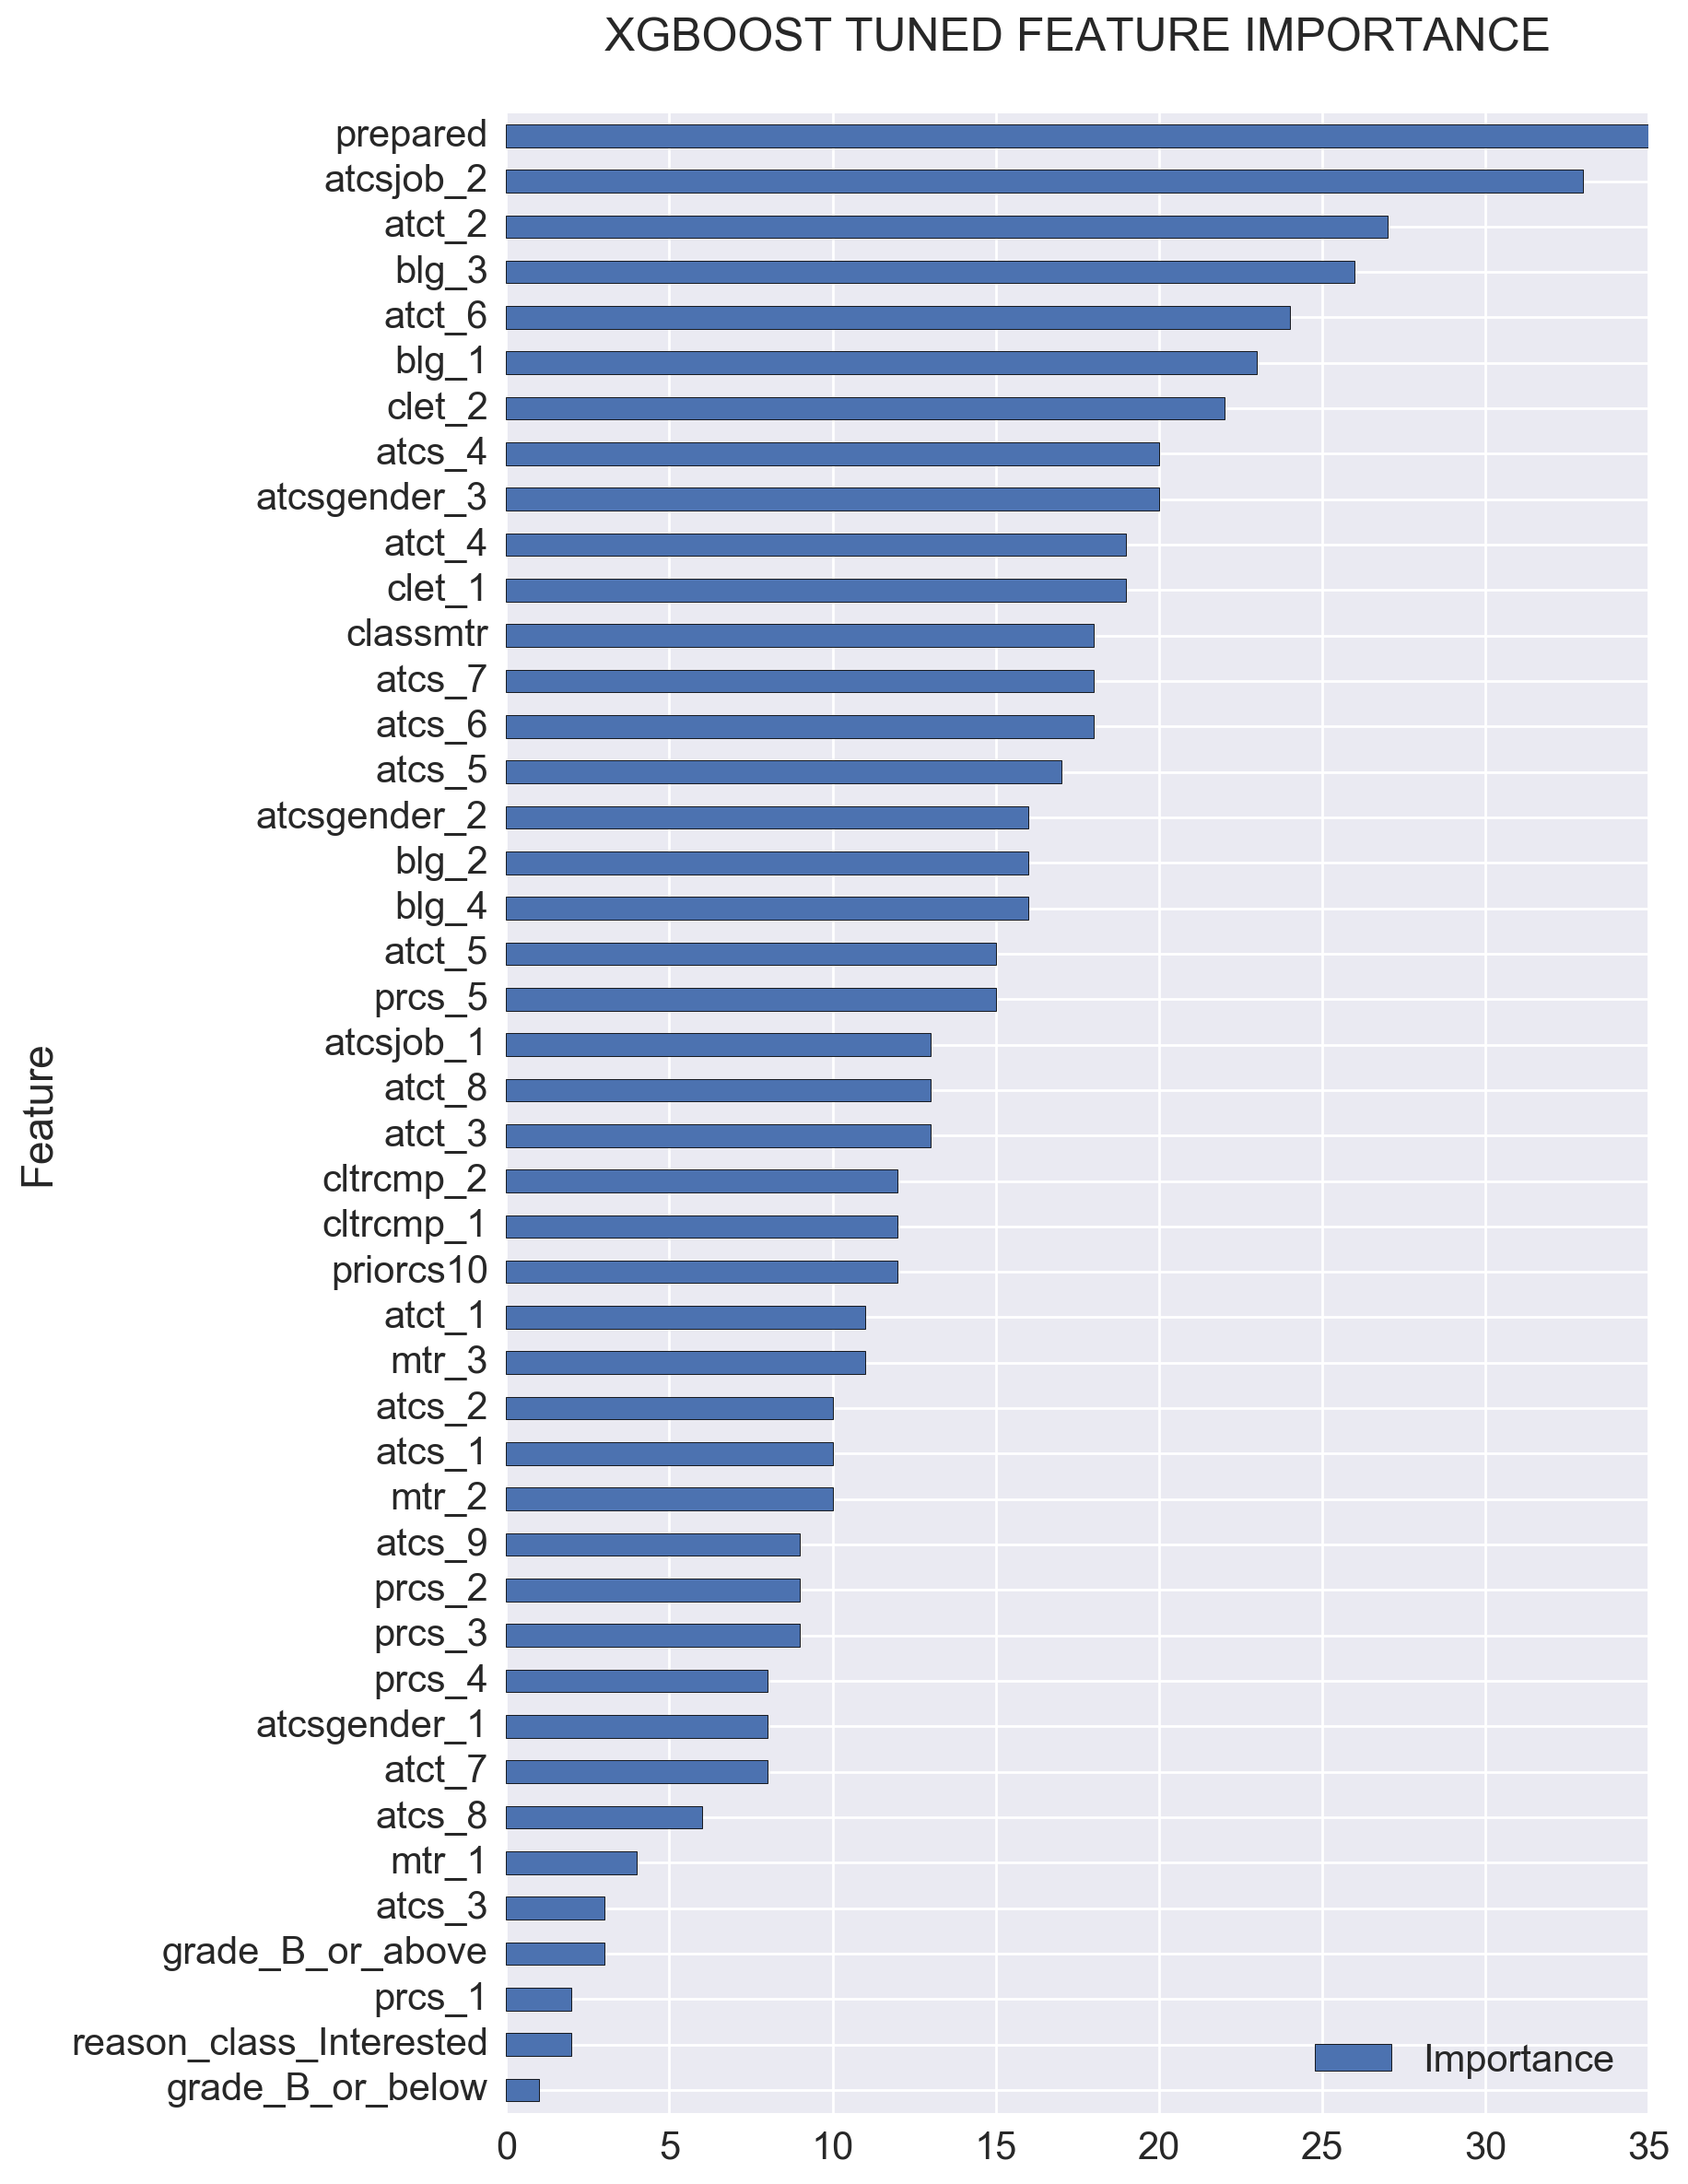 XGBOOST TUNED FEATURE IMPORTANCE
prepared
atcsjob_2
atct_2
blg_3
atct_6
blg_1
clet_2
atcs_4
atcsgender_3
atct_4
clet_1
classmtr
atcs_7
atcs_6
atcs_5
atcsgender_2
blg_2
blg_4
atct_5
prcs_5
atcsjob_1
atct_8
atct_3
cltrcmp_2
cltrcmp_1
priorcs10
atct_1
mtr_3
atcs_2
atcs_1
mtr_2
atcs_9
prcs_2
prcs_3
prcs_4
atcsgender_1
atct_7
atcs_8
mtr_1
atcs_3
grade_B_or_above
prcs_1
reason_class_Interested
grade_B_or_below
Feature
Importance
0 5 10 15 20 25 30 35